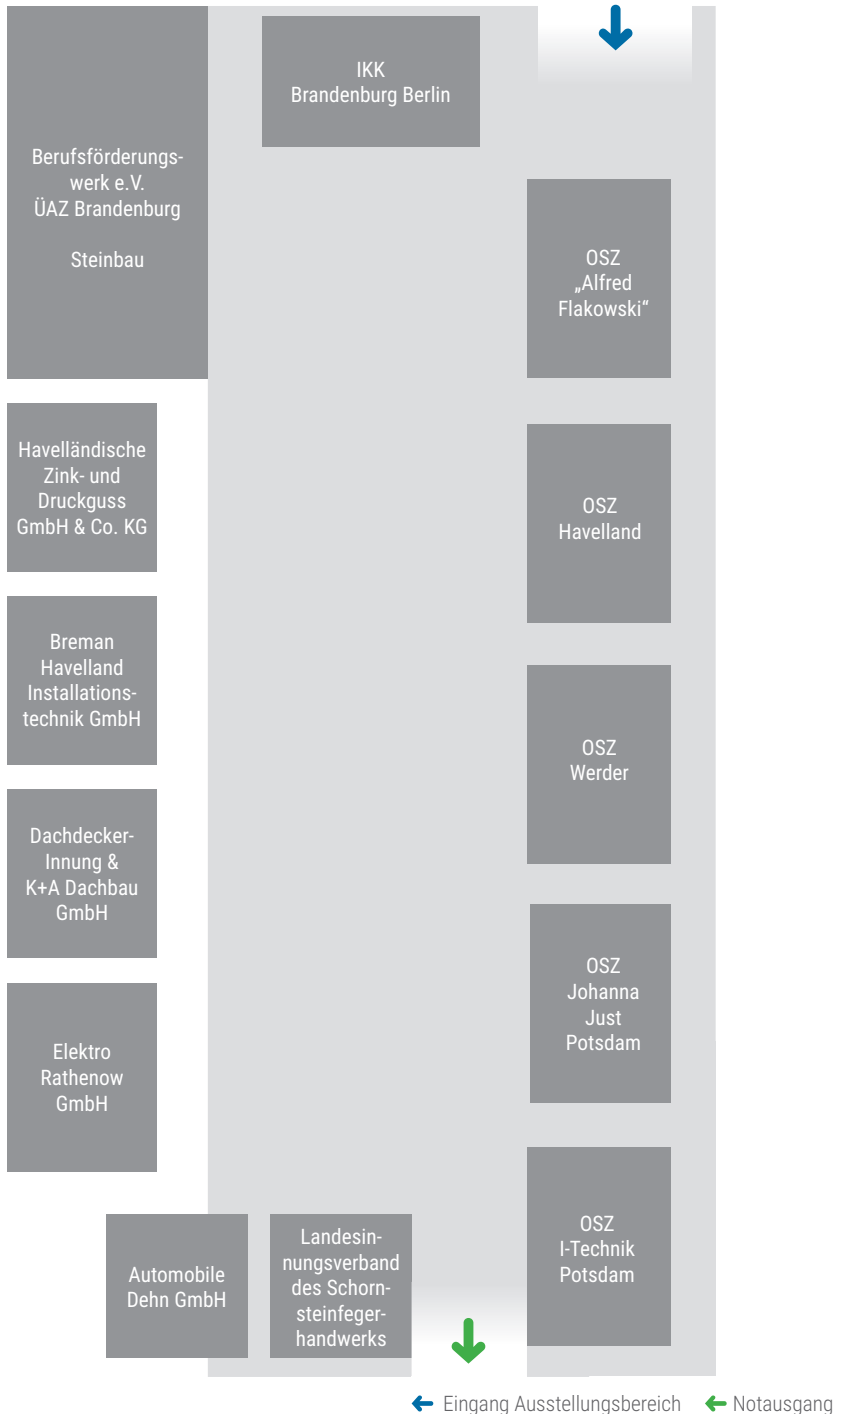 IKK
Brandenburg Berlin
Berufsförderungs-
werk e.V.
ÜAZ Brandenburg
Steinbau
OSZ
„Alfred
Flakowski“
Havelländische
Zink- und
Druckguss
GmbH & Co. KG
OSZ
Havelland
Breman
Havelland
Installations-
technik GmbH
OSZ
Werder
Dachdecker-
Innung &
K+A Dachbau
GmbH
OSZ
Johanna
Just
Potsdam
Elektro
Rathenow
GmbH
OSZ
I-Technik
Potsdam
Automobile
Dehn GmbH
Landesin-
nungsverband
des Schorn-
steinfeger-
handwerks
Eingang Ausstellungsbereich
Notausgang